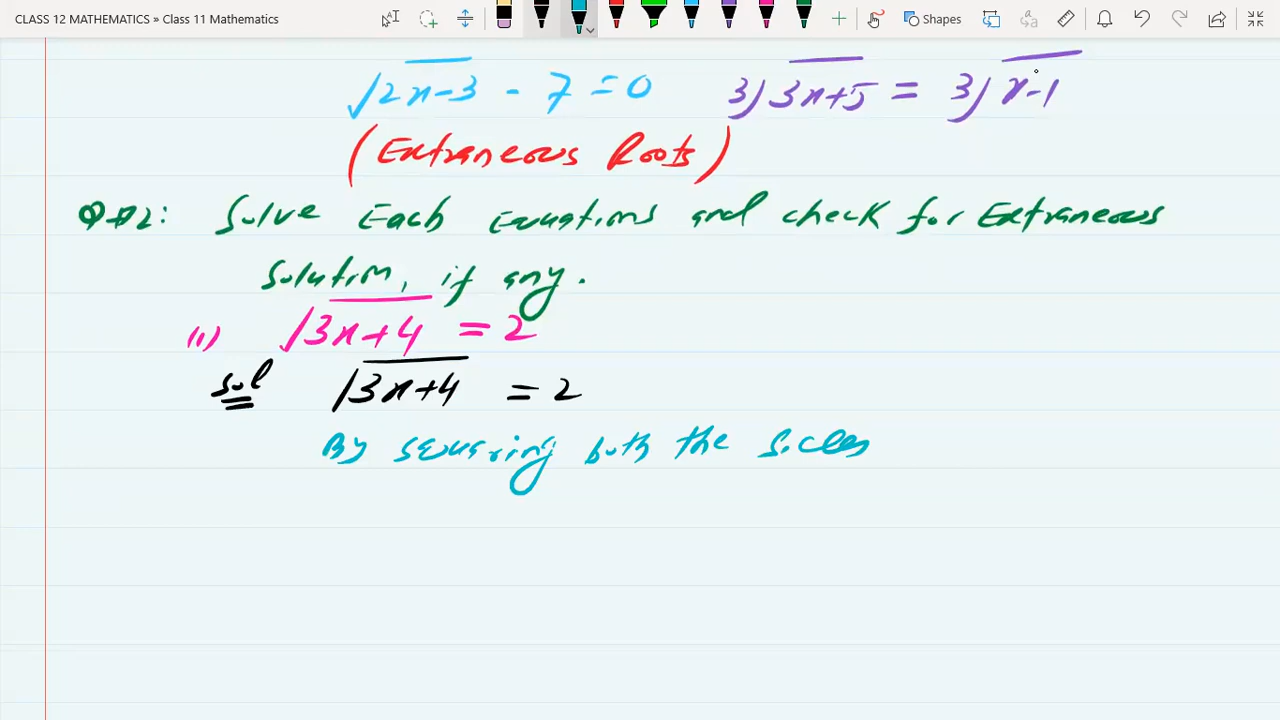 CLASS 12 MATHEMATICS » Class 11 Mathematics Shapes
√2x-3 - 7 = 0 3√3x+5 = 3√x-1
(Extraneous Roots)
Q#2: Solve Each Equations and check for Extraneous
solution, if any.
(1) √3x+4 = 2
Sol √3x+4 = 2
By squaring both the sides